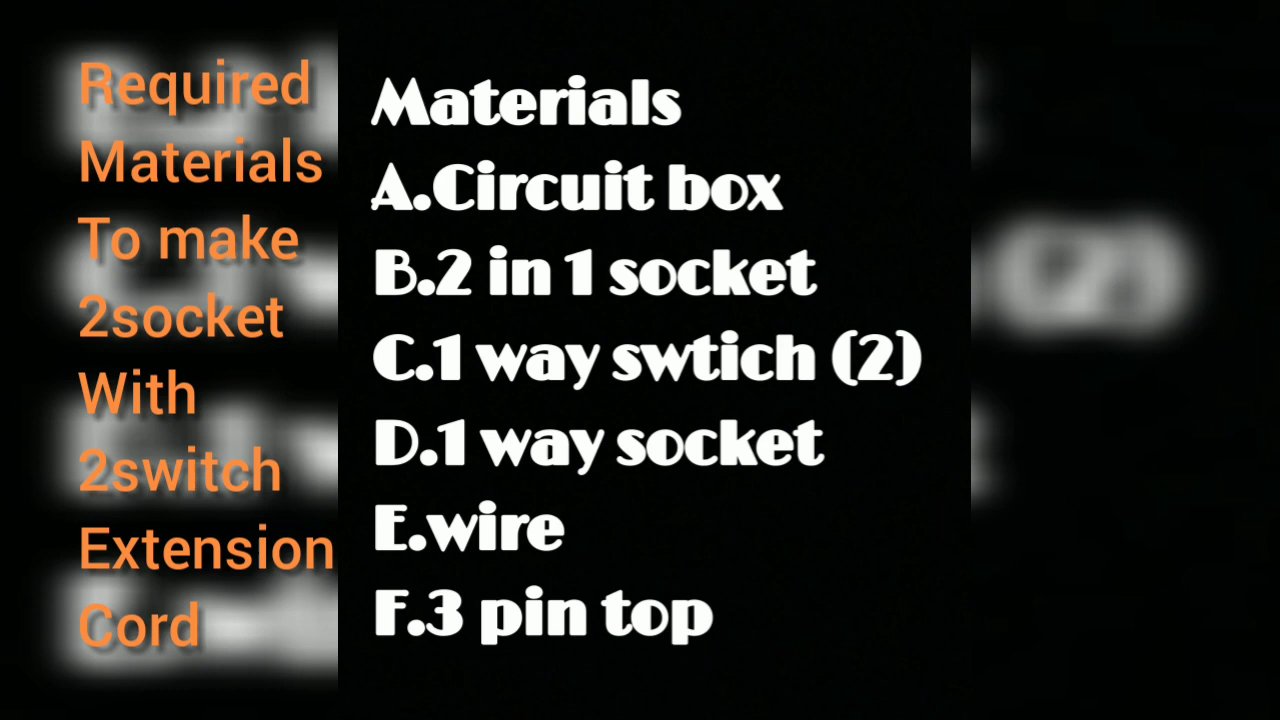 Required
Materials
To make
2socket
With
2switch
Extension
Cord
Materials
A.Circuit box
B.2 in 1 socket
C.1 way swtich (2)
D.1 way socket
E.wire
F.3 pin top